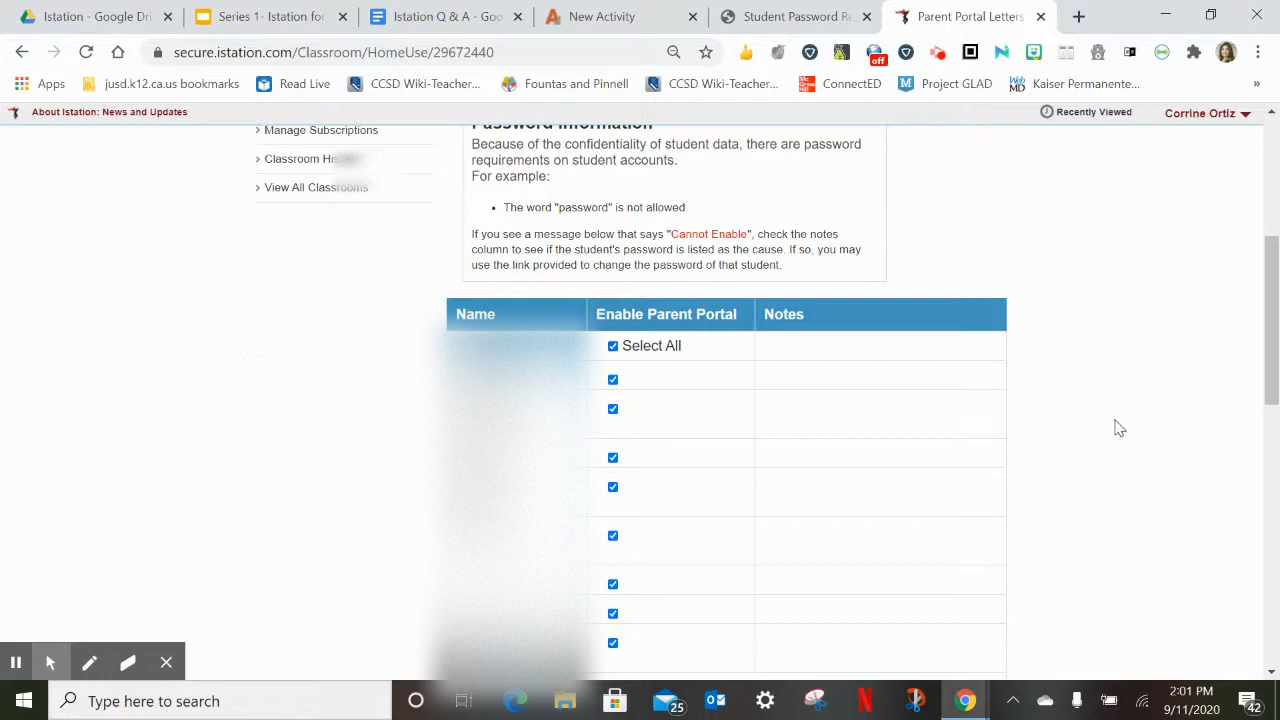 Istation - Google Dri
Series 1- Istation for
Istation Q & A - Goo
New Activity
Student Password Re
Parent Portal Letters
secure.istation.com/Classroom/HomeUse/29672440
off
Apps
iusd.k12.ca.us bookmarks
Read Live
CCSD Wiki-Teacher...
Fountas and Pinnell
CCSD Wiki-Teacher...
ConnectED
Project GLAD
Kaiser Permanente...
»
About Istation: News and Updates
Recently Viewed
Corrine Ortiz
Manage Subscriptions
Classroom His
View All Classrooms
Password Information
Because of the confidentiality of student data, there are password
requirements on student accounts.
For example:
• The word "password" is not allowed
If you see a message below that says "Cannot Enable", check the notes
column to see if the student's password is listed as the cause. If so, you may
use the link provided to change the password of that student.
Name
Enable Parent Portal
Notes
Select All
Type here to search
25
2:01 PM
9/11/2020
42